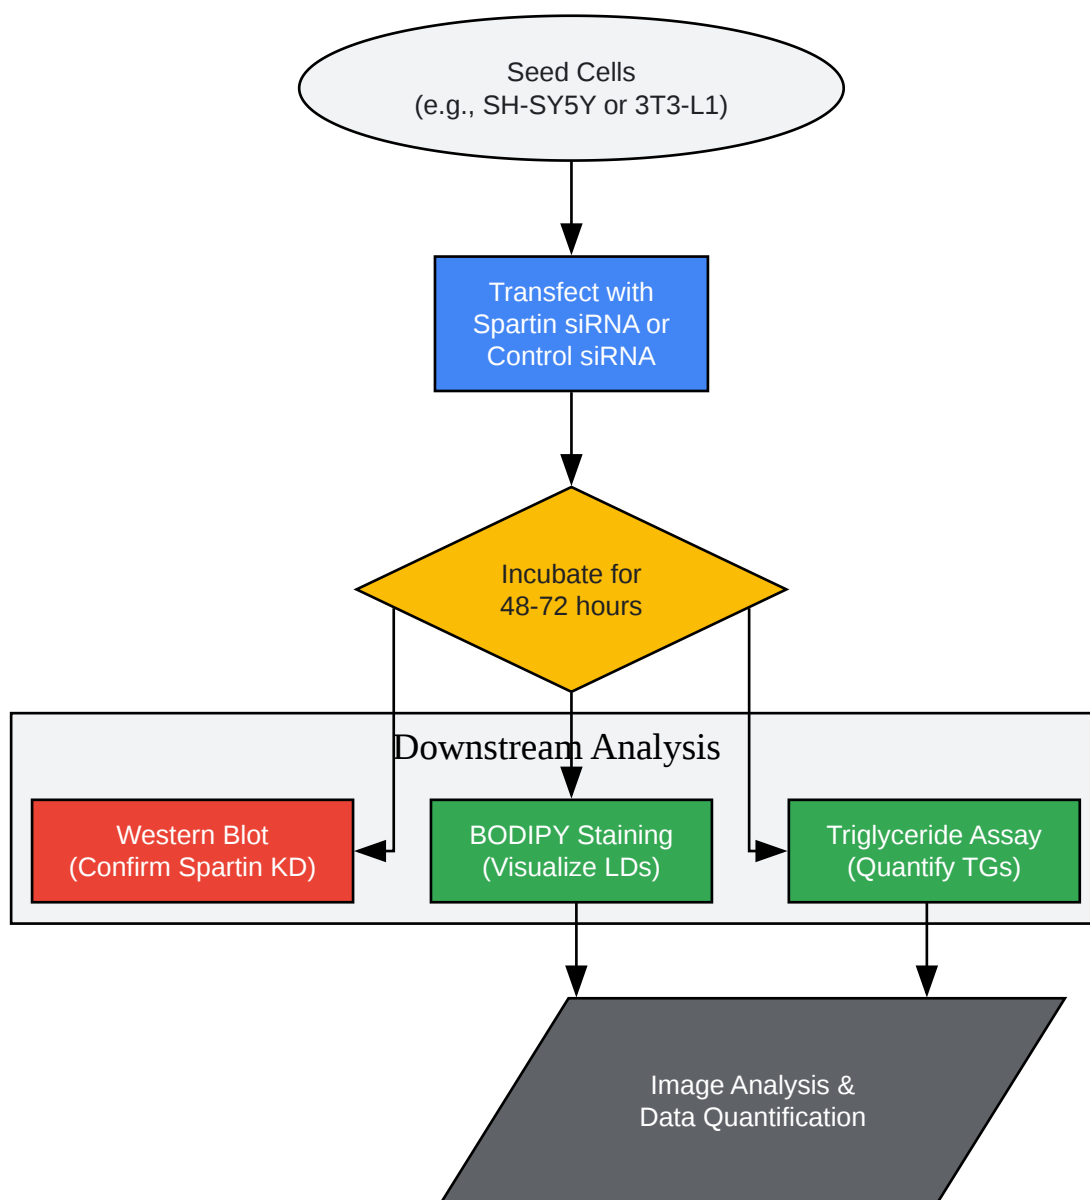 Seed Cells
(e.g., SH-SY5Y or 3T3-L1)
Transfect with
Spartin siRNA or
Control siRNA
Incubate for
48-72 hours
Downstream Analysis
Western Blot
(Confirm Spartin KD)
BODIPY Staining
(Visualize LDs)
Triglyceride Assay
(Quantify TGs)
Image Analysis &
Data Quantification